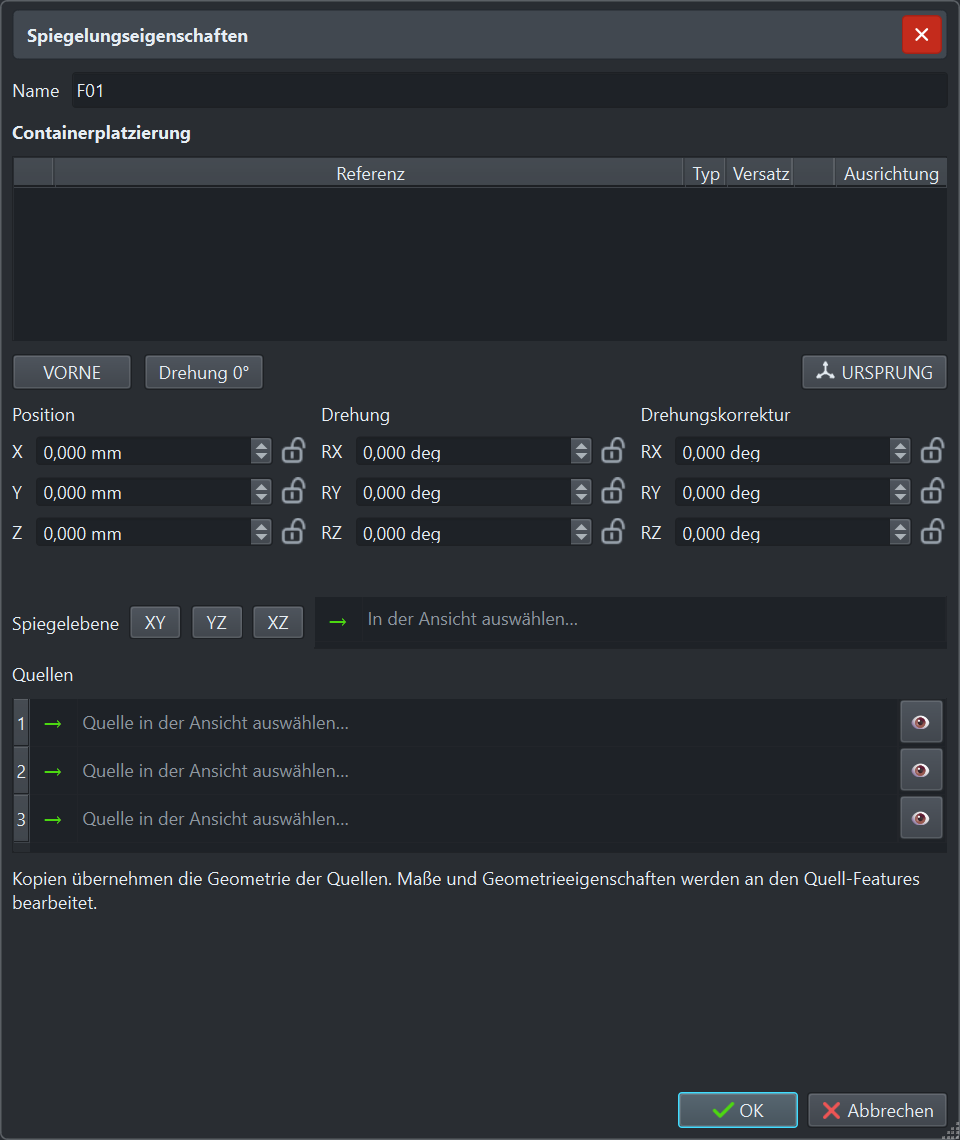 Spiegelungseigenschaften
Name F01
Containerplatzierung
Referenz Typ Versatz Ausrichtung
VORNE Drehung 0° URSPRUNG
Position Drehung Drehungskorrektur
X 0,000 mm RX 0,000 deg RX 0,000 deg
Y 0,000 mm RY 0,000 deg RY 0,000 deg
Z 0,000 mm RZ 0,000 deg RZ 0,000 deg
Spiegelebene XY YZ XZ → In der Ansicht auswählen...
Quellen
1 → Quelle in der Ansicht auswählen...
2 → Quelle in der Ansicht auswählen...
3 → Quelle in der Ansicht auswählen...
Kopien übernehmen die Geometrie der Quellen. Maße und Geometrieeigenschaften werden an den Quell-Features
bearbeitet.
OK Abbrechen